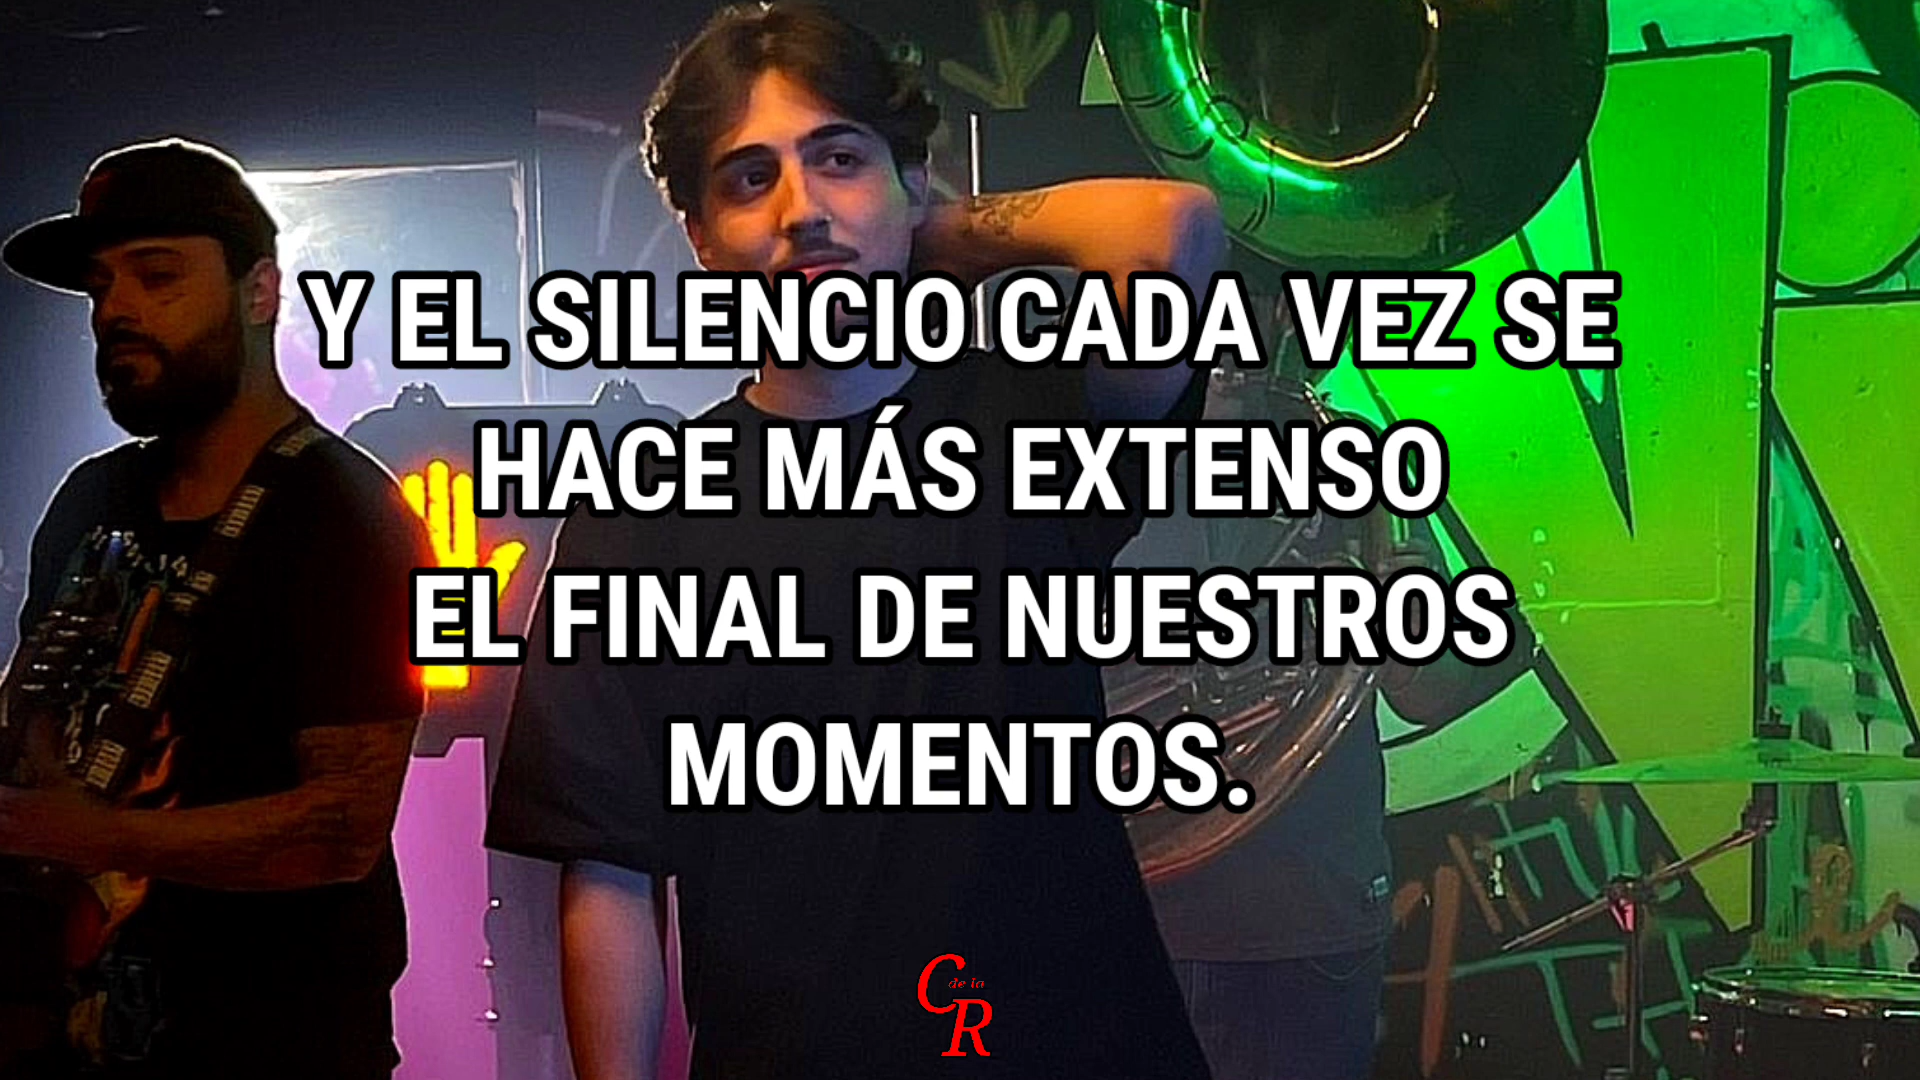 Y EL SILENCIO CADA VEZ SE
HACE MÁS EXTENSO
EL FINAL DE NUESTROS
MOMENTOS.
C de la R